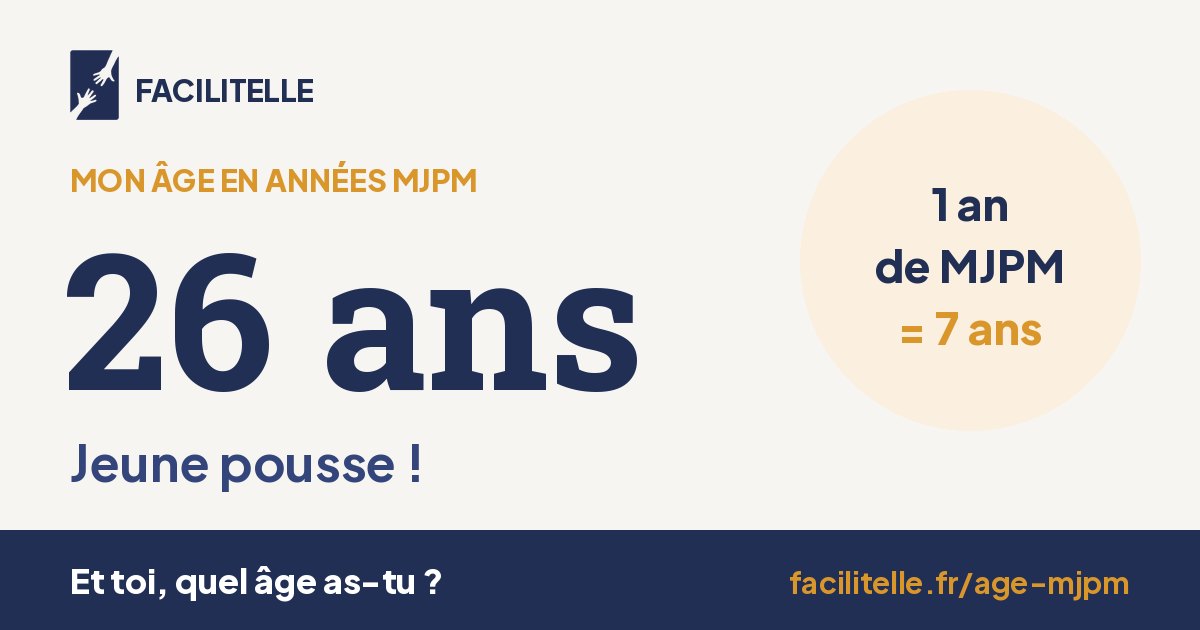 FACILITELLE
MON ÂGE EN ANNÉES MJPM
26 ans
Jeune pousse !
1 an
de MJPM
= 7 ans
Et toi, quel âge as-tu ?
facilitelle.fr/age-mjpm